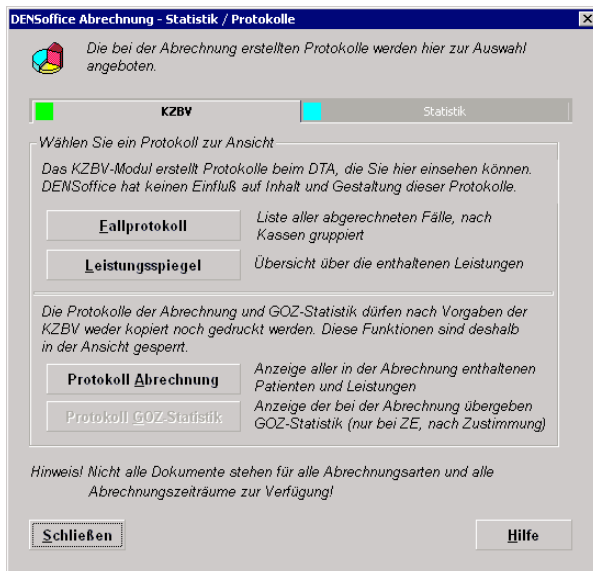 DENSoffice Abrechnung - Statistik / Protokolle
Die bei der Abrechnung erstellten Protokolle werden hier zur Auswahl
angeboten.
KZBV
Statistik
Wählen Sie ein Protokoll zur Ansicht
Das KZBV-Modul erstellt Protokolle beim DTA, die Sie hier einsehen können.
DENSoffice hat keinen Einfluß auf Inhalt und Gestaltung dieser Protokolle.
Fallprotokoll
Liste aller abgerechneten Fälle, nach
Kassen gruppiert
Leistungsspiegel
Übersicht über die enthaltenen Leistungen
Die Protokolle der Abrechnung und GOZ-Statistik dürfen nach Vorgaben der
KZBV weder kopiert noch gedruckt werden. Diese Funktionen sind deshalb
in der Ansicht gesperrt.
Protokoll Abrechnung
Anzeige aller in der Abrechnung enthaltenen
Patienten und Leistungen
Protokoll GOZ-Statistik
Anzeige der bei der Abrechnung übergeben
GOZ-Statistik (nur bei ZE, nach Zustimmung)
Hinweis! Nicht alle Dokumente stehen für alle Abrechnungsarten und alle
Abrechnungszeiträume zur Verfügung!
Schließen
Hilfe